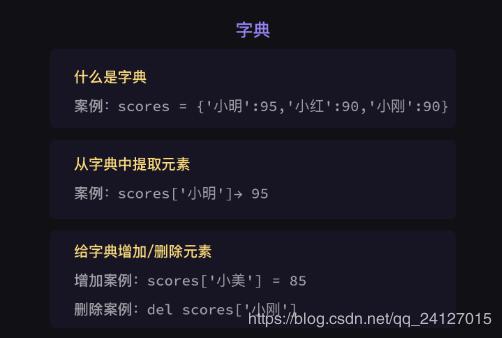 字典
什么是字典
案例：scores = {'小明':95,'小红':90,'小刚':90}
从字典中提取元素
案例：scores['小明']→ 95
给字典增加/删除元素
增加案例：scores['小美'] = 85
删除案例：del scores['小刚']
https://blog.csdn.net/qq_24127015